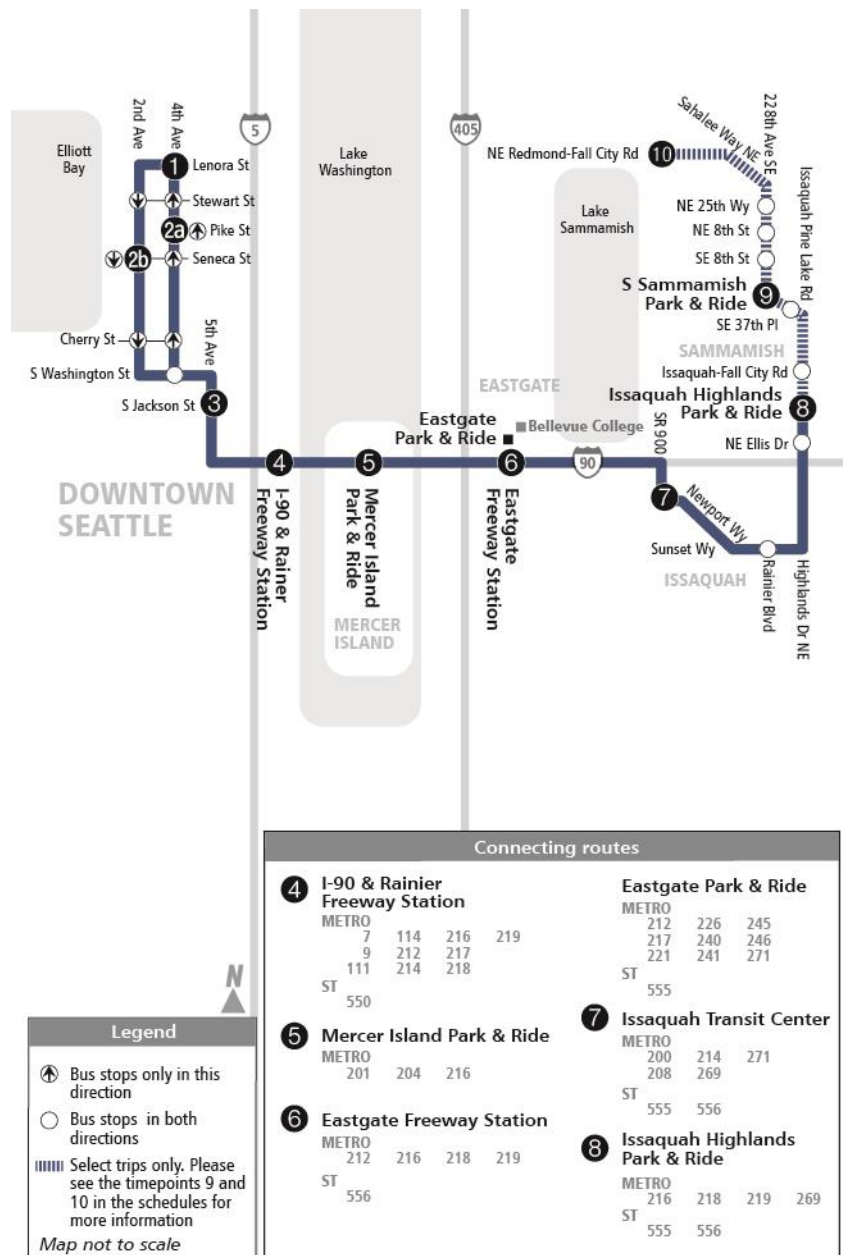 2nd Ave
4th Ave
5
405
Elliott
Bay
Lake
Washington
NE Redmond-Fall City Rd
10
Sahalee Way NE
228th Ave SE
Issaquah Pine Lake Rd
1
Lenora St
Stewart St
2a
Pike St
2b
Seneca St
Lake
Sammamish
NE 25th Wy
NE 8th St
SE 8th St
S Sammamish
Park & Ride
9
SE 37th Pl
SAMMAMISH
Cherry St
5th Ave
S Washington St
S Jackson St
3
EASTGATE
Issaquah-Fall City Rd
Issaquah Highlands
Park & Ride
8
Eastgate
Park & Ride
Bellevue College
SR 900
NE Ellis Dr
4
5
6
90
7
DOWNTOWN
SEATTLE
I-90 & Rainer
Freeway Station
Mercer Island
Park & Ride
MERCER
ISLAND
Eastgate
Freeway Station
Newport Wy
Sunset Wy
ISSAQUAH
Rainier Blvd
Highlands Dr NE
N
Legend
Bus stops only in this
direction
Bus stops in both
directions
Select trips only. Please
see the timepoints 9 and
10 in the schedules for
more information
Map not to scale
Connecting routes
4 I-90 & Rainier
Freeway Station
METRO
7 114 216 219
9 212 217
111 214 218
ST
550
5 Mercer Island Park & Ride
METRO
201 204 216
6 Eastgate Freeway Station
METRO
212 216 218 219
ST
556
Eastgate Park & Ride
METRO
212 226 245
217 240 246
221 241 271
ST
555
7 Issaquah Transit Center
METRO
200 214 271
208 269
ST
555 556
8 Issaquah Highlands
Park & Ride
METRO
216 218 219 269
ST
555 556